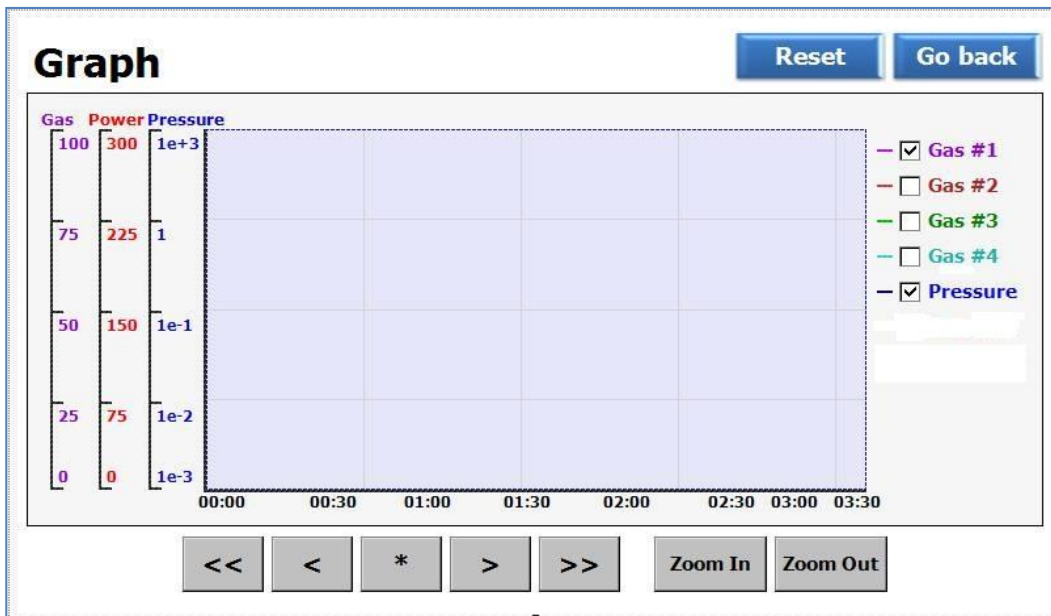 Graph
Reset
Go back
Gas Power Pressure
100 300 1e+3
75 225 1
50 150 1e-1
25 75 1e-2
0 0 1e-3
Gas #1
Gas #2
Gas #3
Gas #4
Pressure
00:00 00:30 01:00 01:30 02:00 02:30 03:00 03:30
<< < * > >> Zoom In Zoom Out